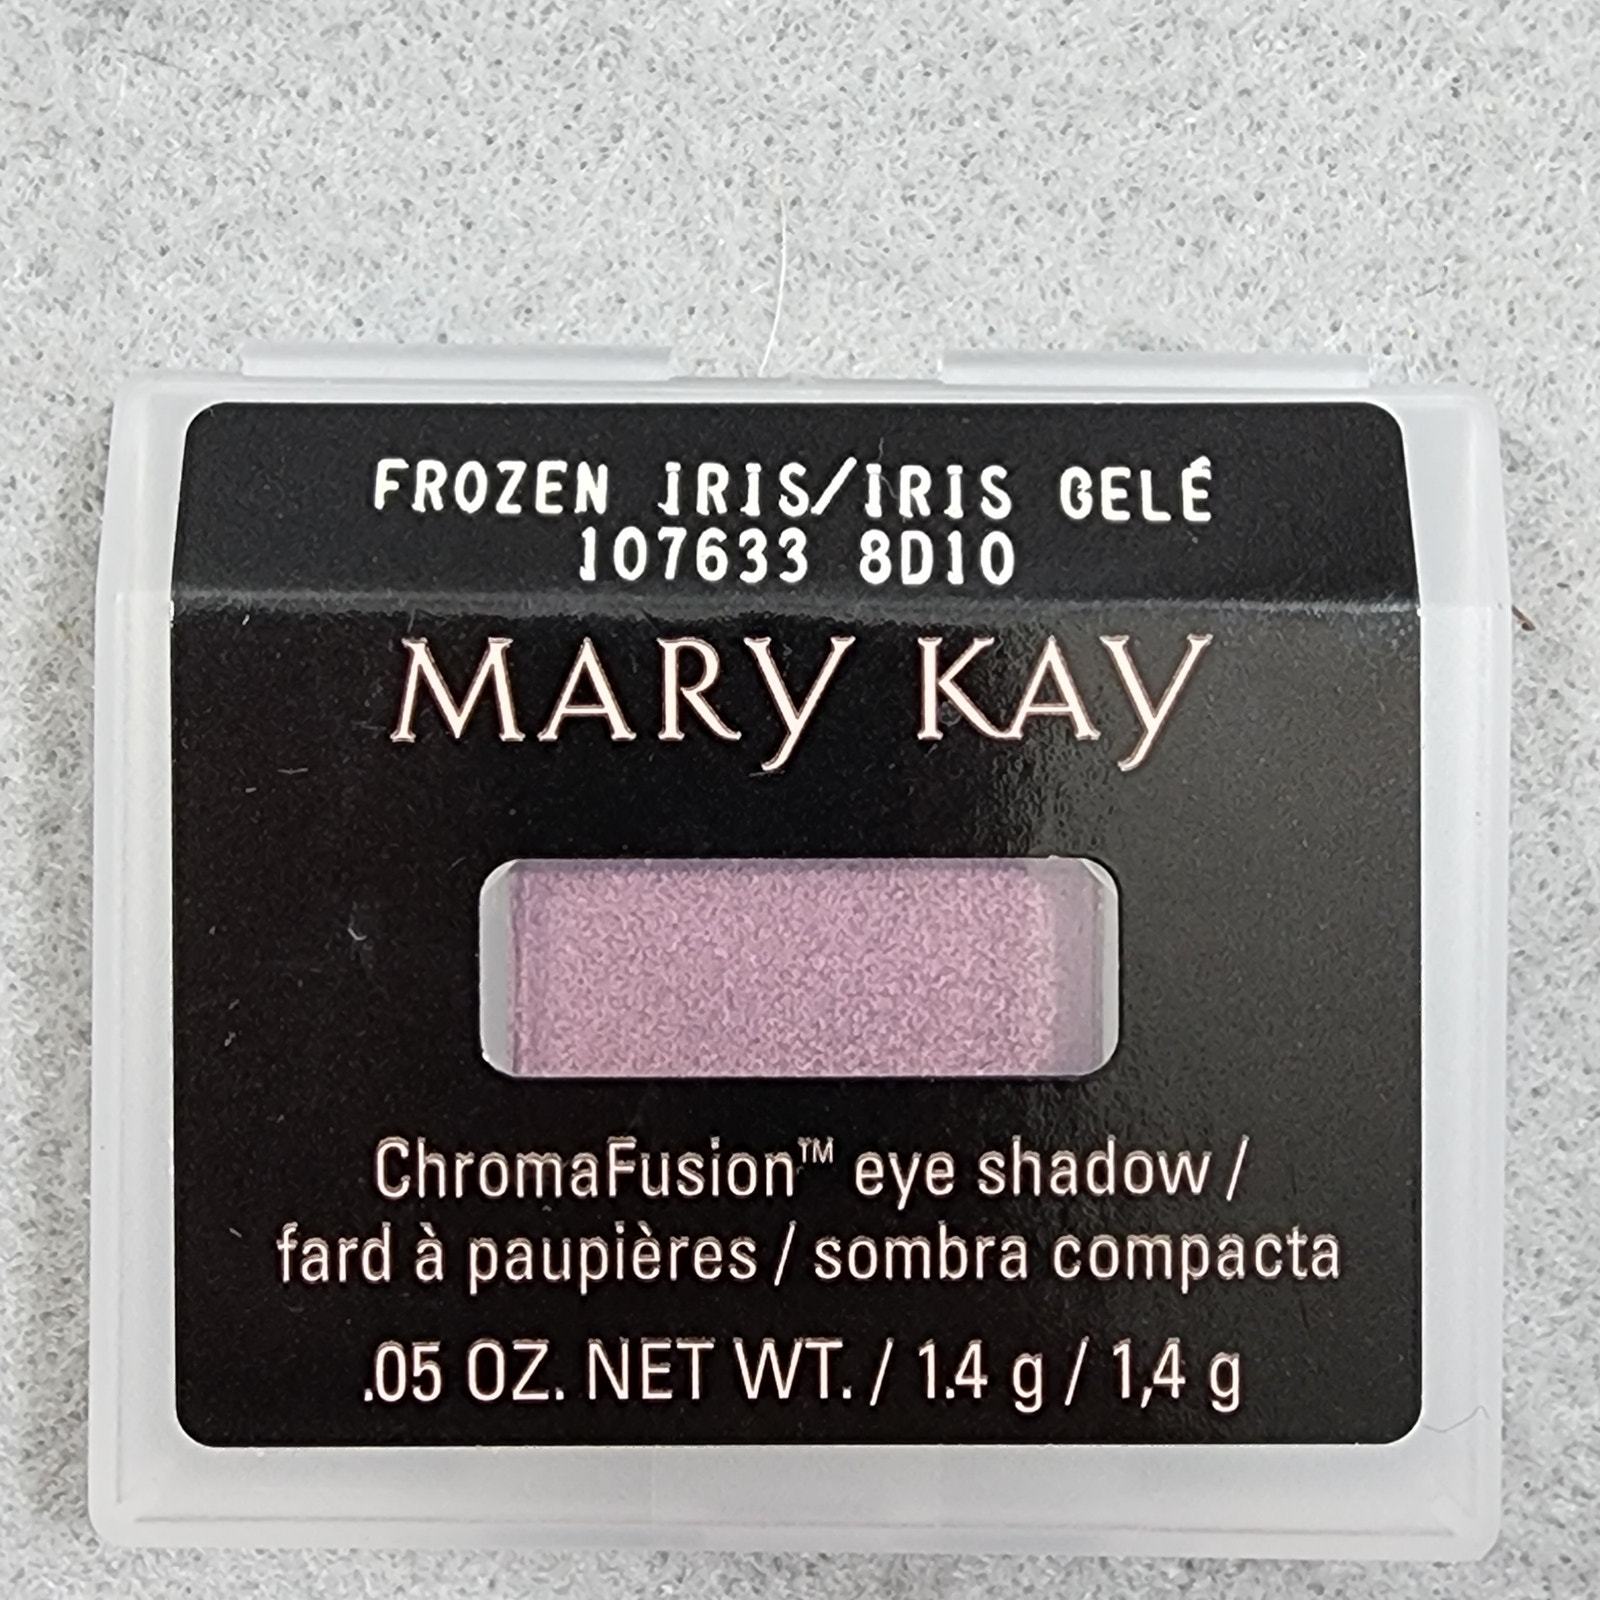 FROZEN IRIS/IRIS GELÉ
107633 8D10
MARY KAY
ChromaFusion™ eye shadow /
fard à paupières / sombra compacta
.05 OZ. NET WT. / 1.4 g / 1,4 g